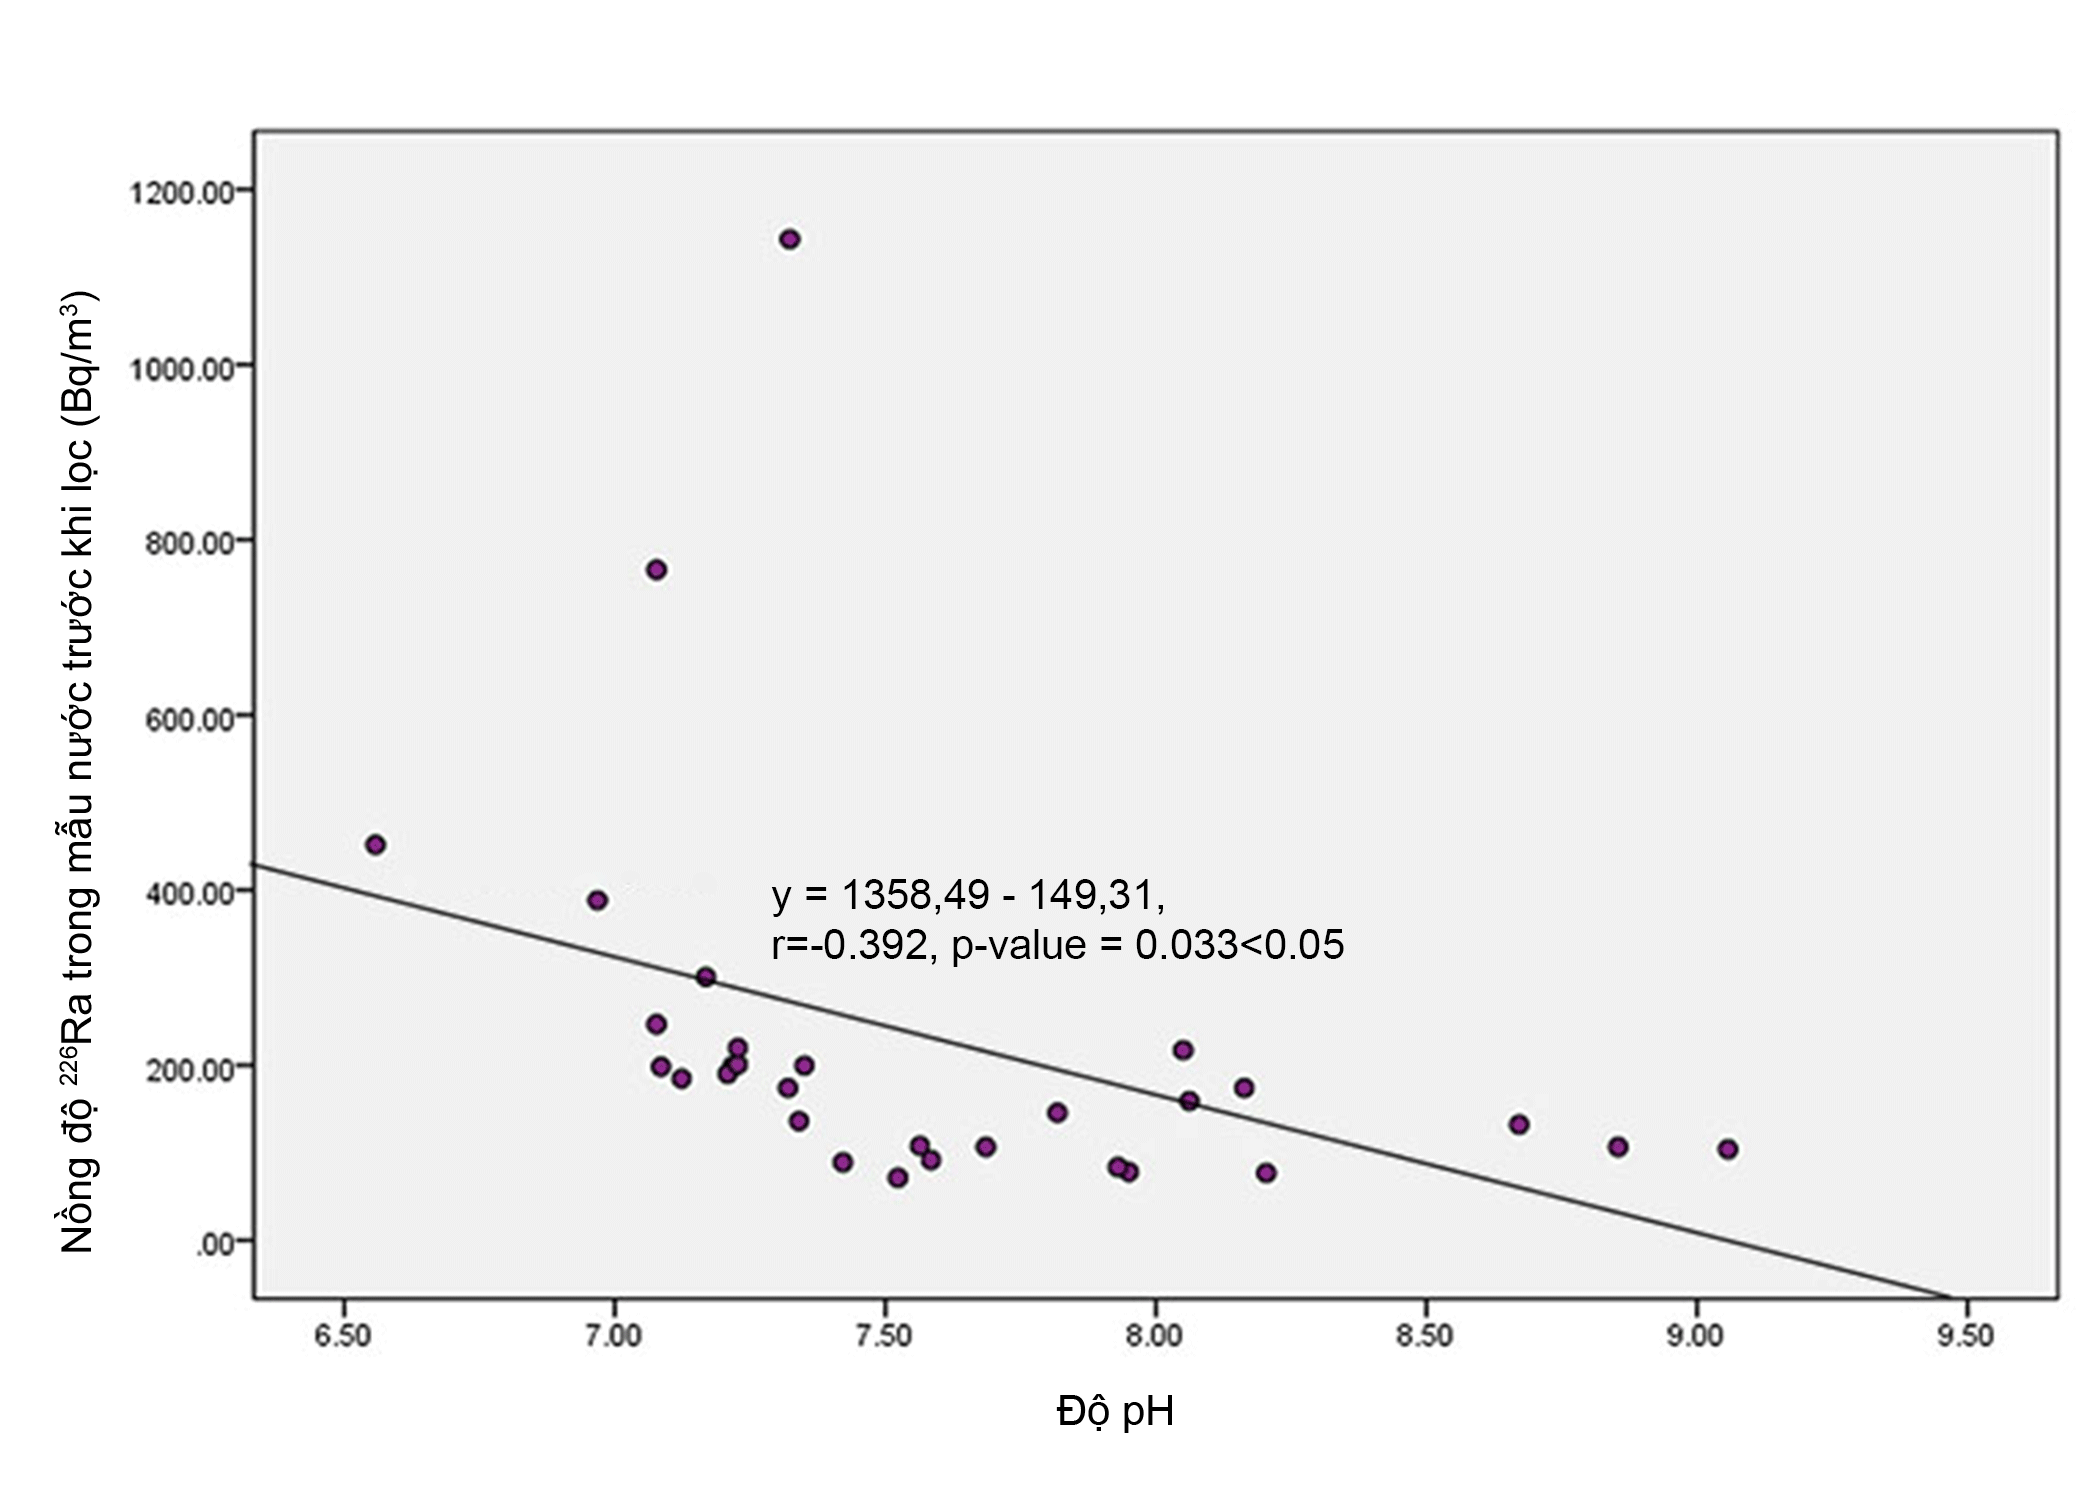 Nồng độ ²²⁶Ra trong mẫu nước trước khi lọc (Bq/m³)
1200.00
1000.00
800.00
600.00
400.00
200.00
.00
y = 1358,49 - 149,31,
r=-0.392, p-value = 0.033<0.05
6.50 7.00 7.50 8.00 8.50 9.00 9.50
Độ pH